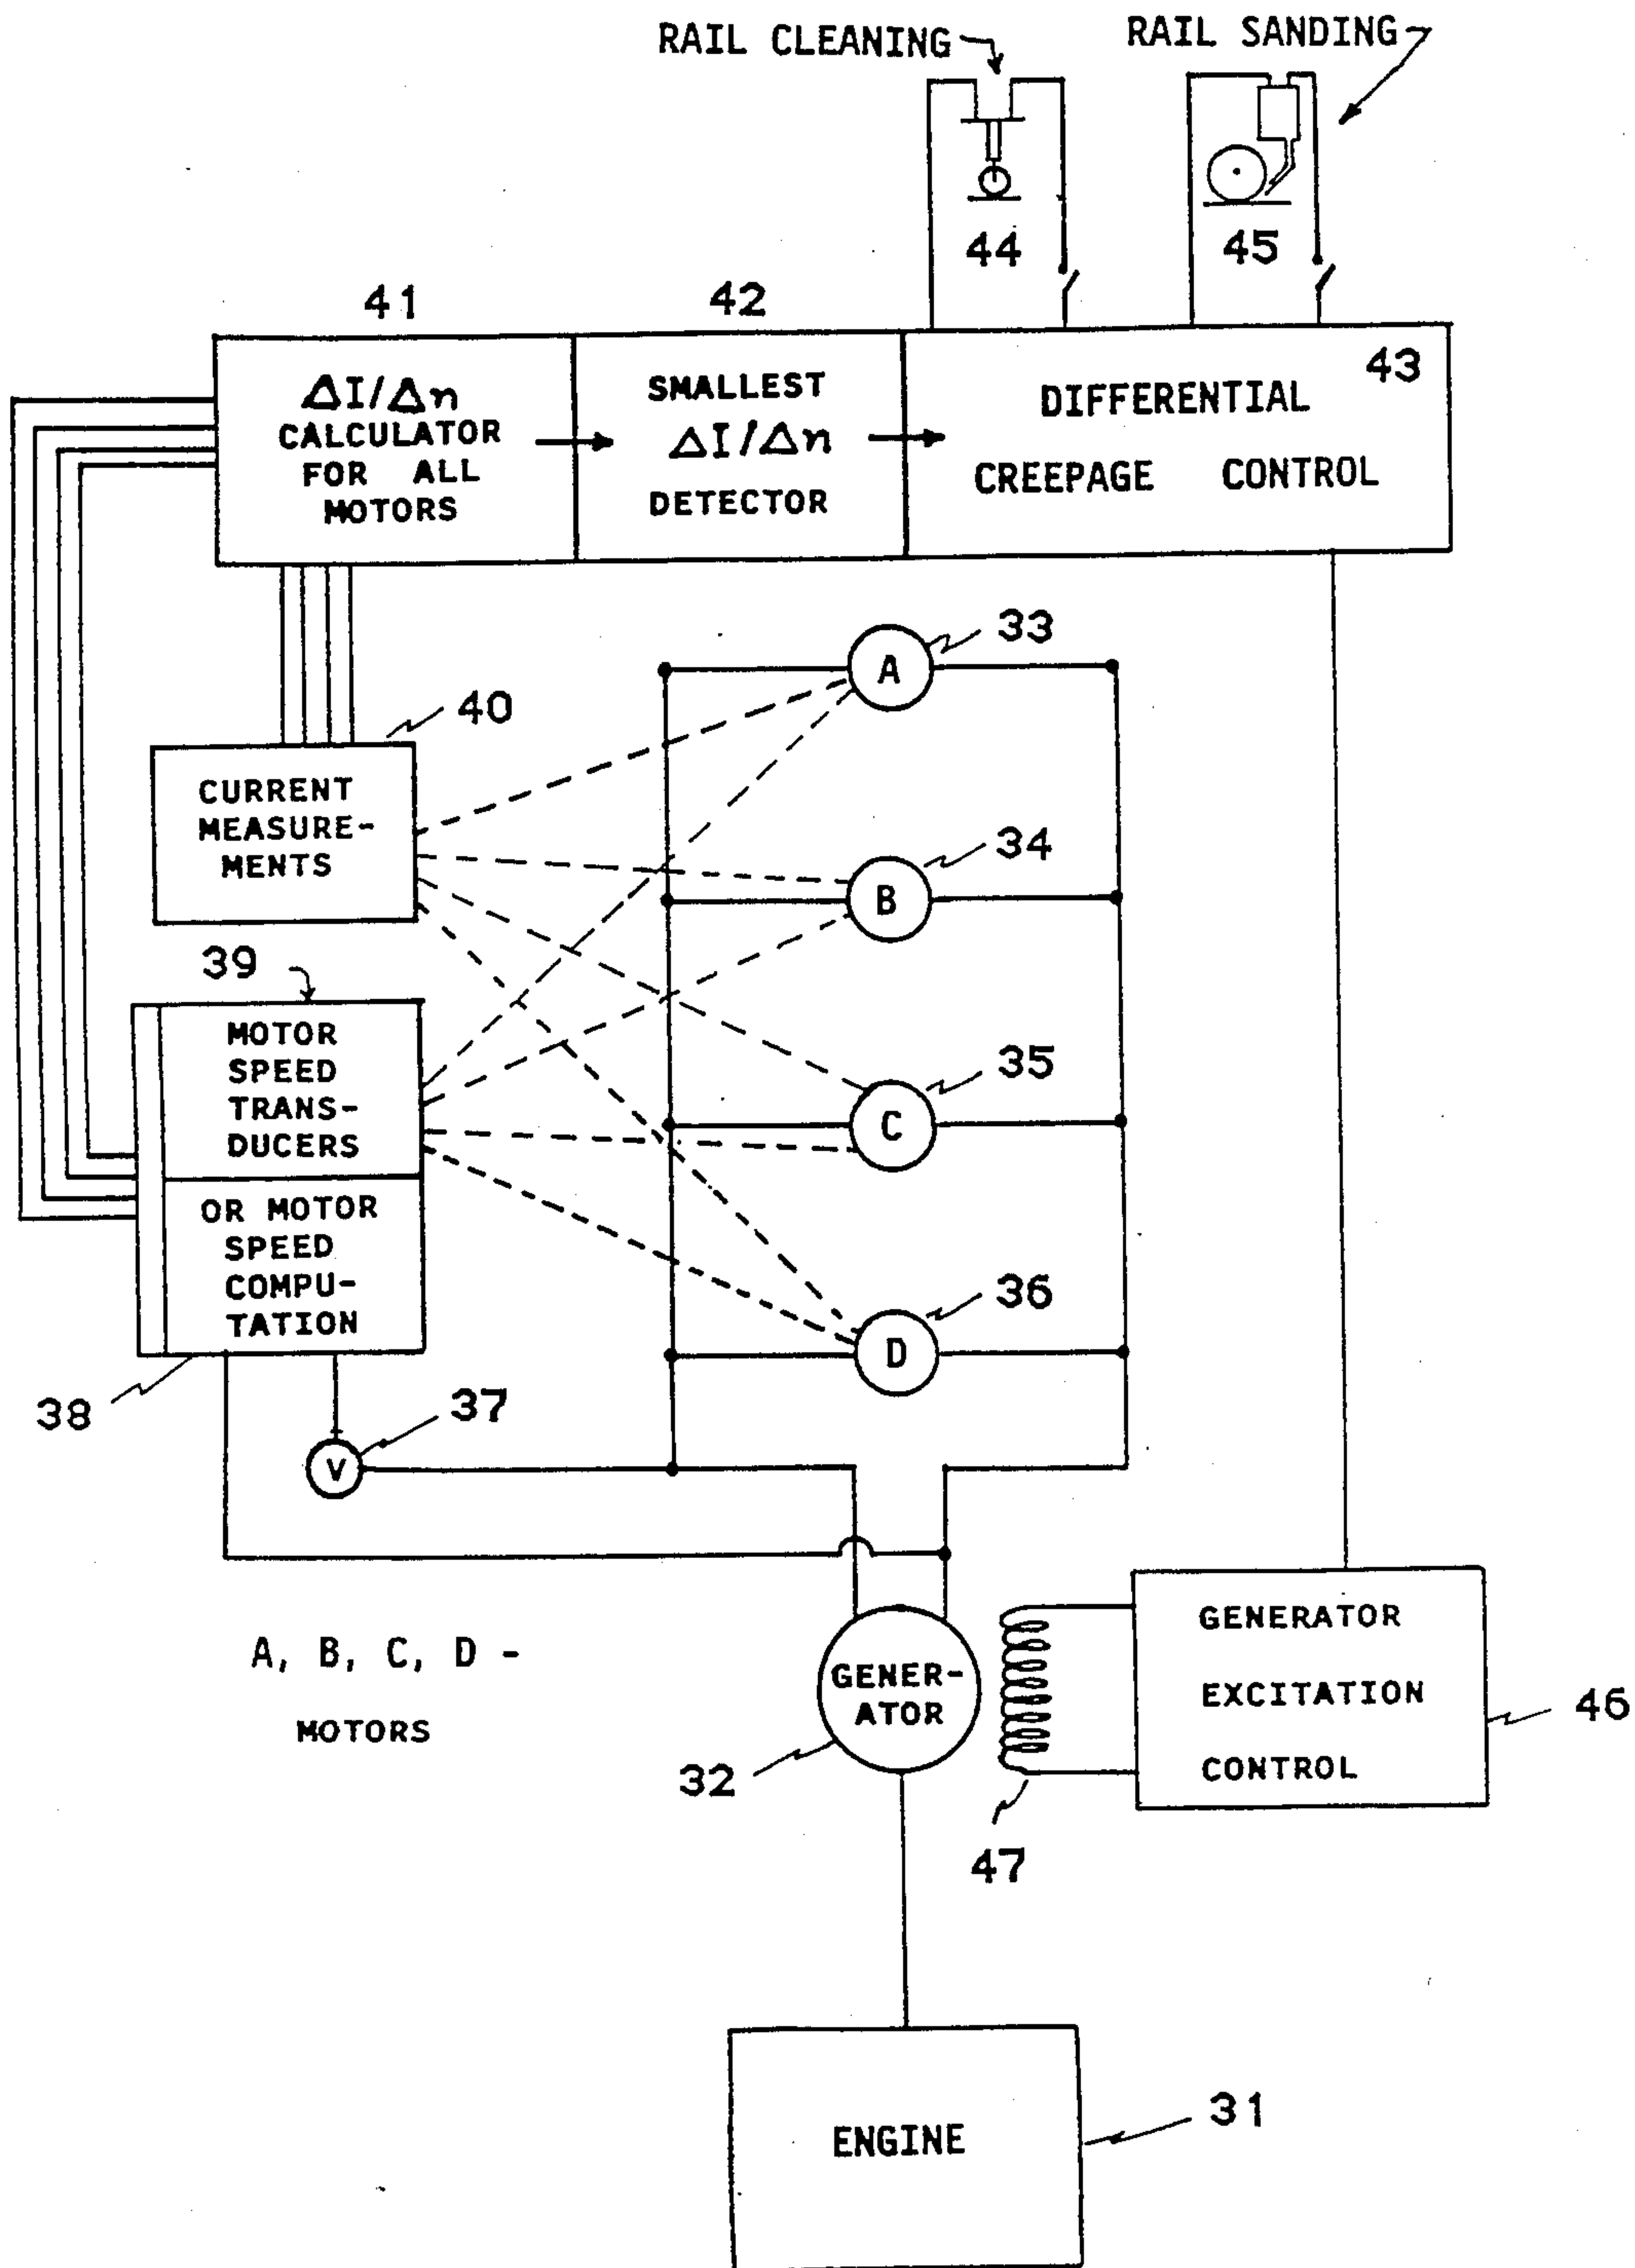 RAIL CLEANING
RAIL SANDING
44
45
41
42
43
ΔI/Δn
CALCULATOR
FOR ALL
MOTORS
SMALLEST
ΔI/Δn
DETECTOR
DIFFERENTIAL
CREEPAGE CONTROL
33
A
40
CURRENT
MEASURE-
MENTS
34
B
39
MOTOR
SPEED
TRANS-
DUCERS
35
C
OR MOTOR
SPEED
COMPU-
TATION
36
D
38
37
V
A, B, C, D -
MOTORS
GENER-
ATOR
32
47
GENERATOR
EXCITATION
CONTROL
46
ENGINE
31